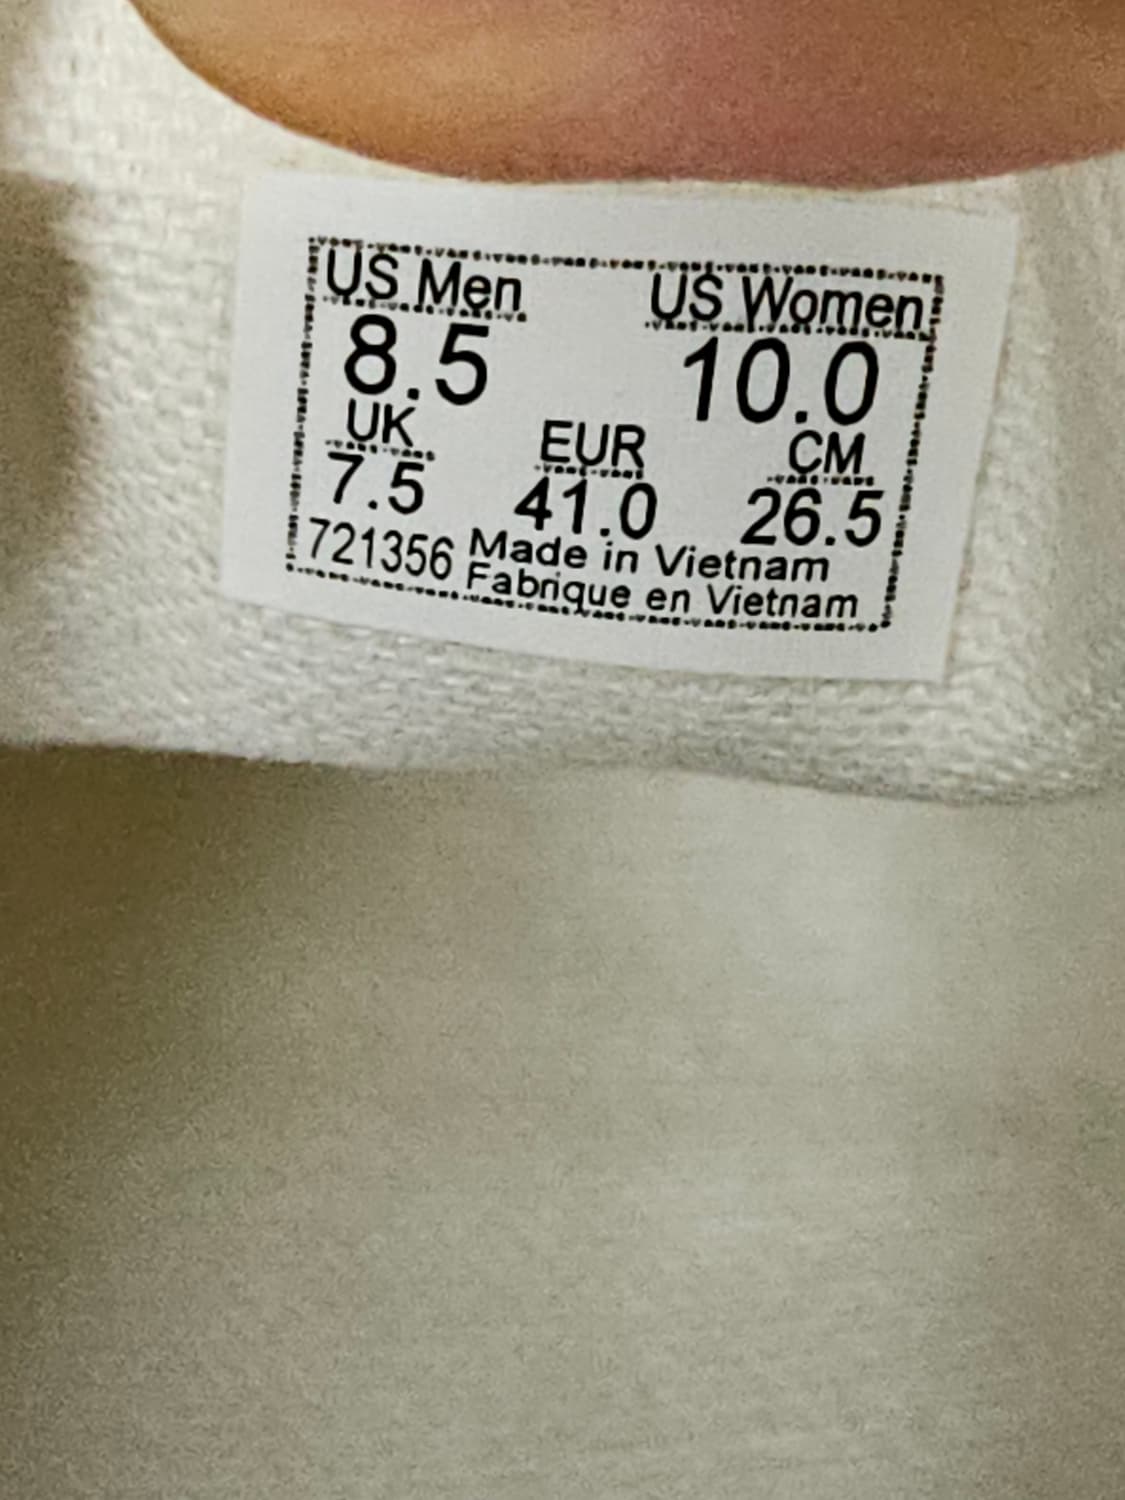 US Men US Women
8.5 10.0
UK EUR CM
7.5 41.0 26.5
721356 Made in Vietnam
Fabrique en Vietnam